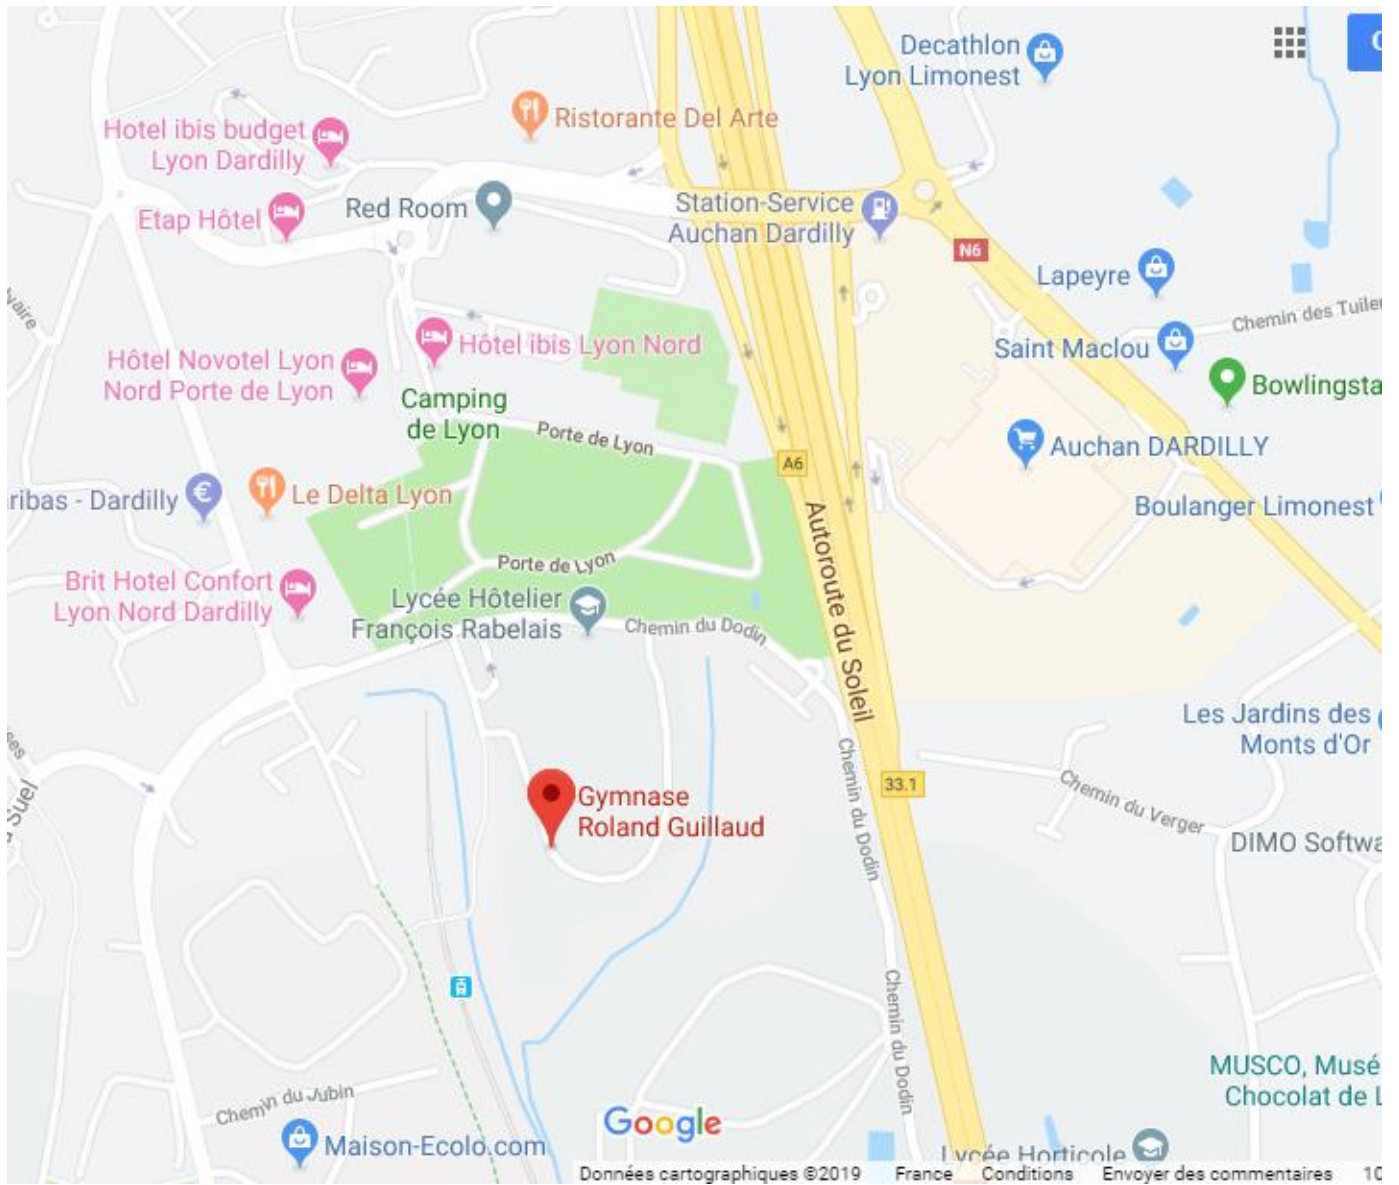 Decathlon
Lyon Limonest
Ristorante Del Arte
Hotel ibis budget
Lyon Dardilly
Station-Service
Auchan Dardilly
Red Room
Etap Hôtel
N6
Lapeyre
Chemin des Tuiler
Hôtel ibis Lyon Nord
Saint Maclou
Hôtel Novotel Lyon
Nord Porte de Lyon
Bowlingsta
Camping
de Lyon
Porte de Lyon
Auchan DARDILLY
A6
ribas - Dardilly
Le Delta Lyon
Boulanger Limonest
Autoroute du Soleil
Porte de Lyon
Brit Hotel Confort
Lyon Nord Dardilly
Lycée Hôtelier
François Rabelais
Chemin du Dodin
Les Jardins des
Monts d'Or
Suel
33.1
Chemin du Dodin
Chemin du Verger
Gymnase
Roland Guillaud
DIMO Softwa
Chemin du Dodin
MUSCO, Musé
Chocolat de L
Chemin du Jubin
Google
Maison-Ecolo.com
Lycée Horticole
Données cartographiques ©2019 France Conditions Envoyer des commentaires 10